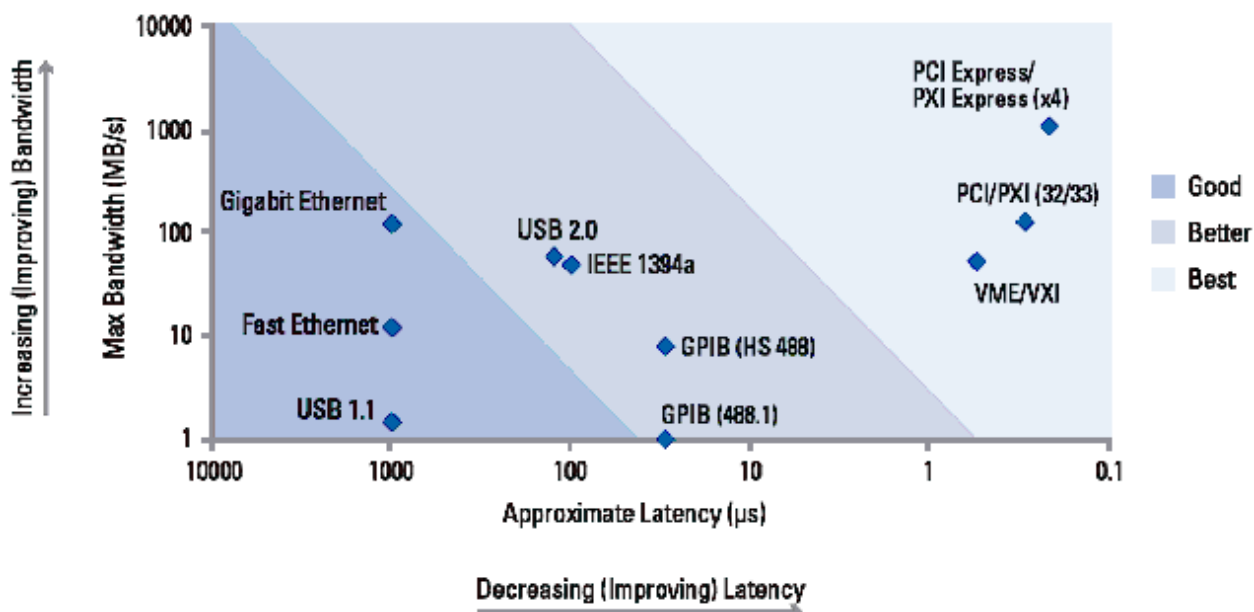 Increasing (Improving) Bandwidth
Max Bandwidth (MB/s)
10000
1000
100
10
1
PCI Express/
PXI Express (x4)
Gigabit Ethernet
PCI/PXI (32/33)
USB 2.0
IEEE 1394a
VME/VXI
Fast Ethernet
GPIB (HS 488)
USB 1.1
GPIB (488.1)
Good
Better
Best
10000 1000 100 10 1 0.1
Approximate Latency (µs)
Decreasing (Improving) Latency